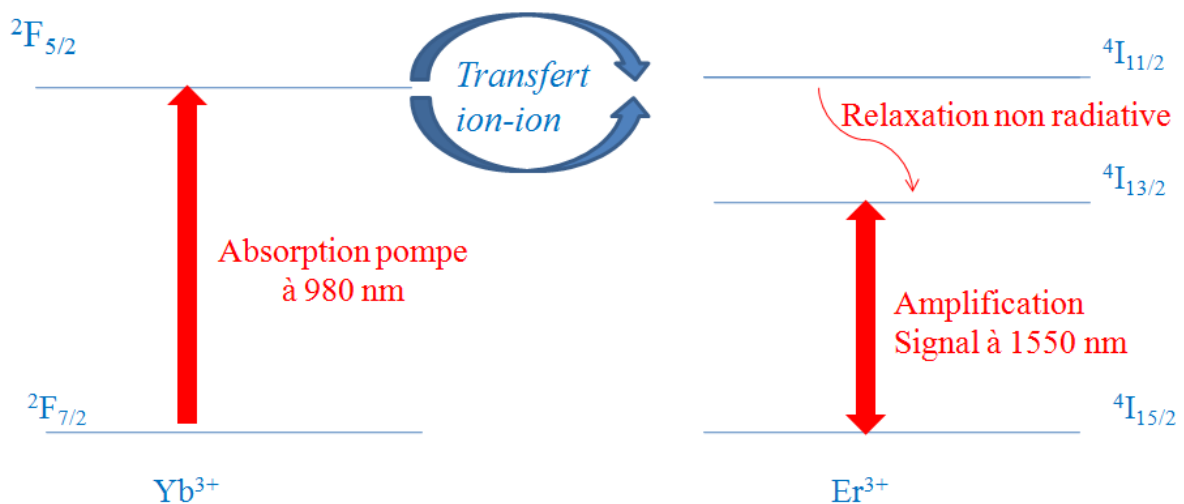 ²F₅/₂
Transfert
ion-ion
⁴I₁₁/₂
Relaxation non radiative
⁴I₁₃/₂
Absorption pompe
à 980 nm
Amplification
Signal à 1550 nm
²F₇/₂
⁴I₁₅/₂
Yb³⁺
Er³⁺